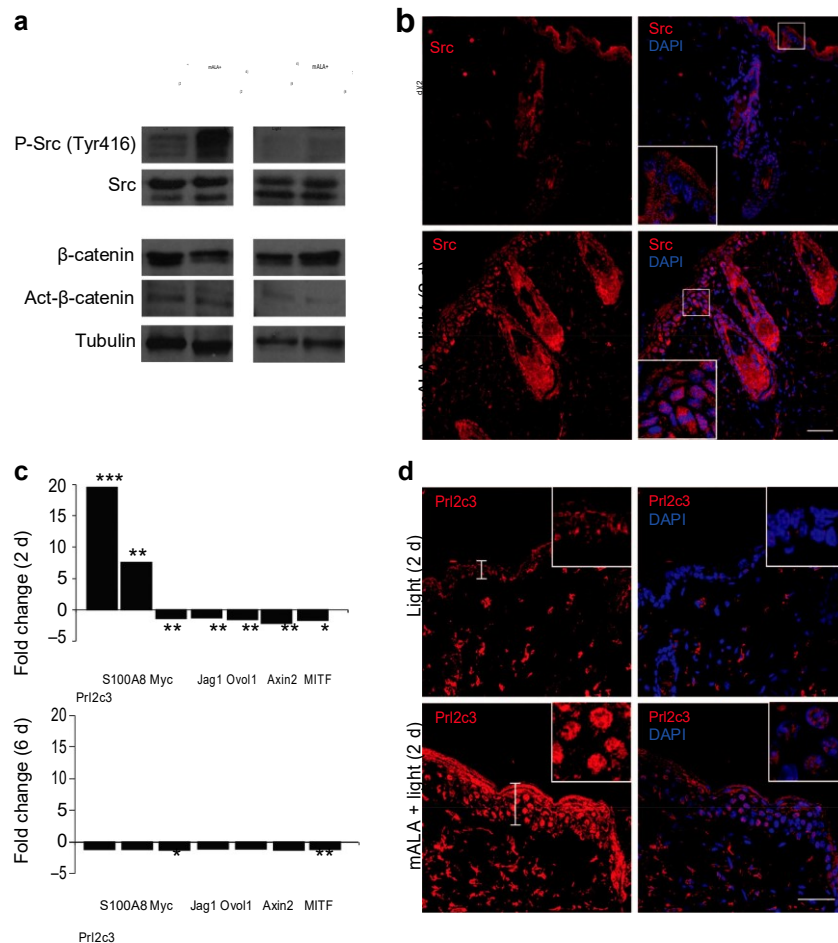 a
mALA+
mALA+
P-Src (Tyr416)
Src
β-catenin
Act-β-catenin
Tubulin
b
Src
Src
DAPI
Src
Src
DAPI
c
Fold change (2 d)
20
15
10
5
0
–5
***
**
**
**
**
**
*
S100A8 Myc Jag1 Ovol1 Axin2 MITF
Prl2c3
Fold change (6 d)
20
15
10
5
0
–5
*
**
S100A8 Myc Jag1 Ovol1 Axin2 MITF
Prl2c3
d
Light (2 d)
Prl2c3
Prl2c3
DAPI
mALA + light (2 d)
Prl2c3
Prl2c3
DAPI